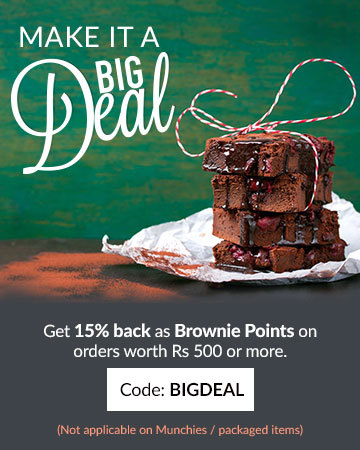 MAKE IT A
BIG
Deal
Get 15% back as Brownie Points on
orders worth Rs 500 or more.
Code: BIGDEAL
(Not applicable on Munchies / packaged items)